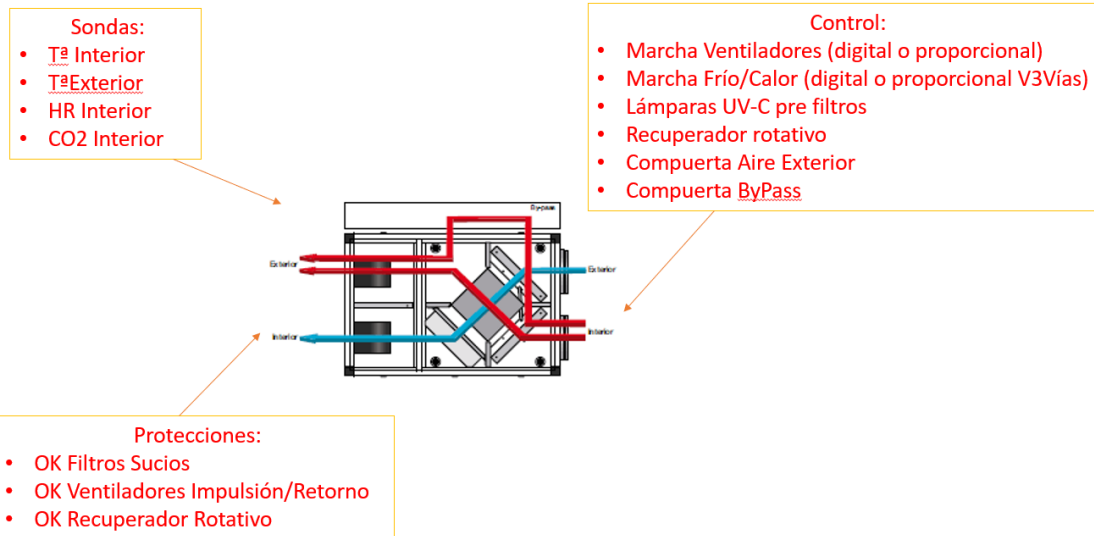 Sondas:
• Tª Interior
• TªExterior
• HR Interior
• CO2 Interior
Control:
• Marcha Ventiladores (digital o proporcional)
• Marcha Frío/Calor (digital o proporcional V3Vías)
• Lámparas UV-C pre filtros
• Recuperador rotativo
• Compuerta Aire Exterior
• Compuerta ByPass
By-pass
Exterior
Exterior
Interior
Interior
Protecciones:
• OK Filtros Sucios
• OK Ventiladores Impulsión/Retorno
• OK Recuperador Rotativo